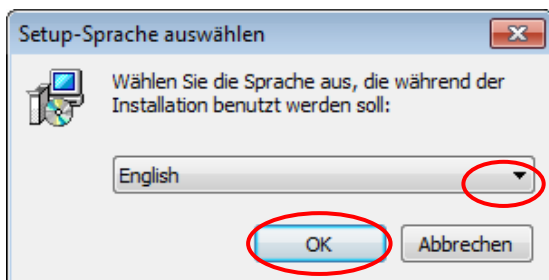 Setup-Sprache auswählen
Wählen Sie die Sprache aus, die während der
Installation benutzt werden soll:
English
OK
Abbrechen